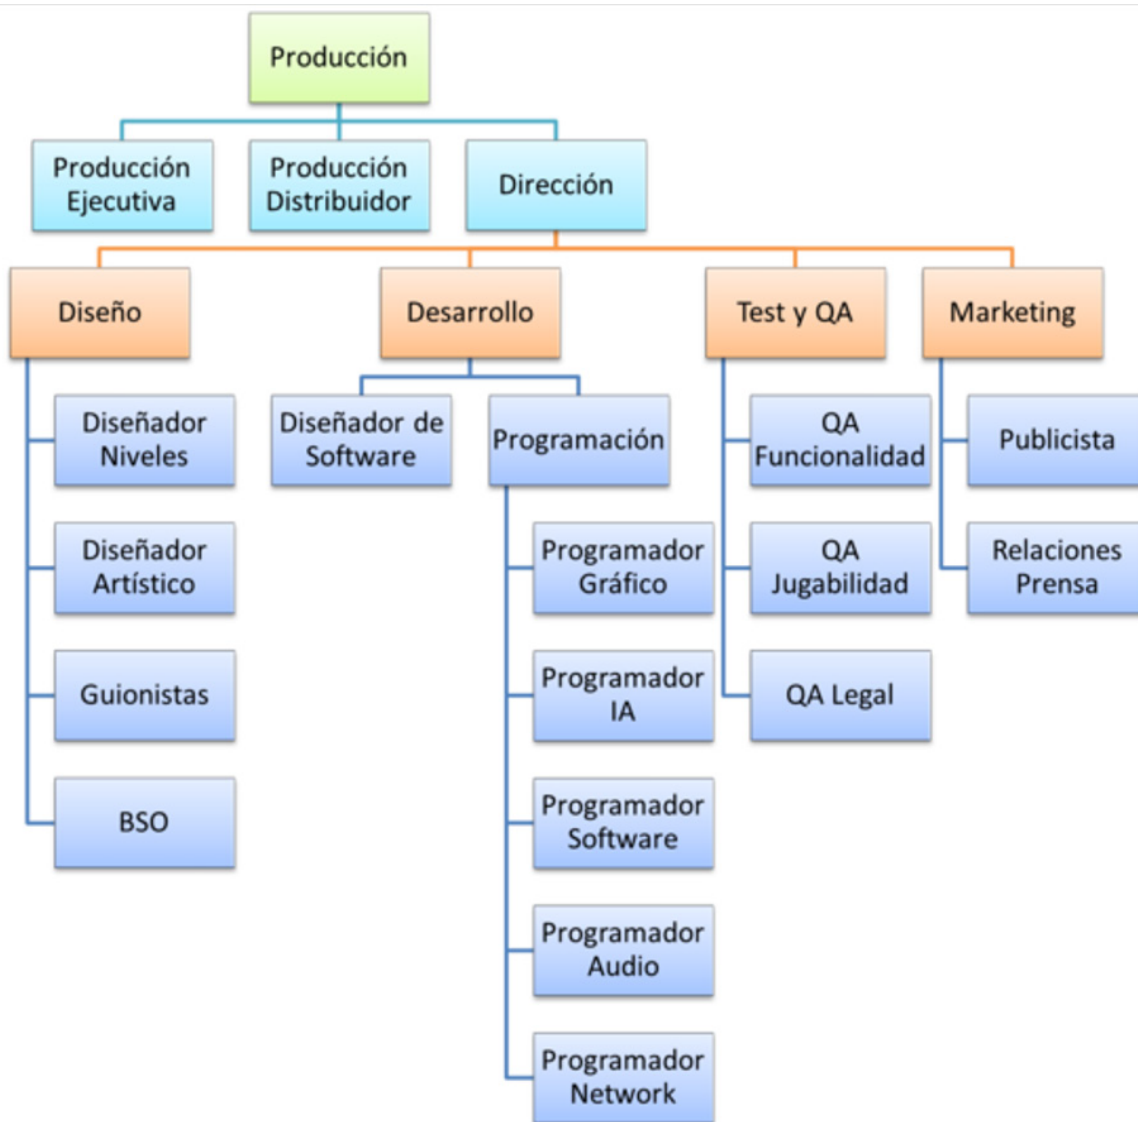 Producción
Producción
Ejecutiva
Producción
Distribuidor
Dirección
Diseño
Desarrollo
Test y QA
Marketing
Diseñador
Niveles
Diseñador de
Software
Programación
QA
Funcionalidad
Publicista
Diseñador
Artístico
Programador
Gráfico
QA
Jugabilidad
Relaciones
Prensa
Guionistas
Programador
IA
QA Legal
BSO
Programador
Software
Programador
Audio
Programador
Network